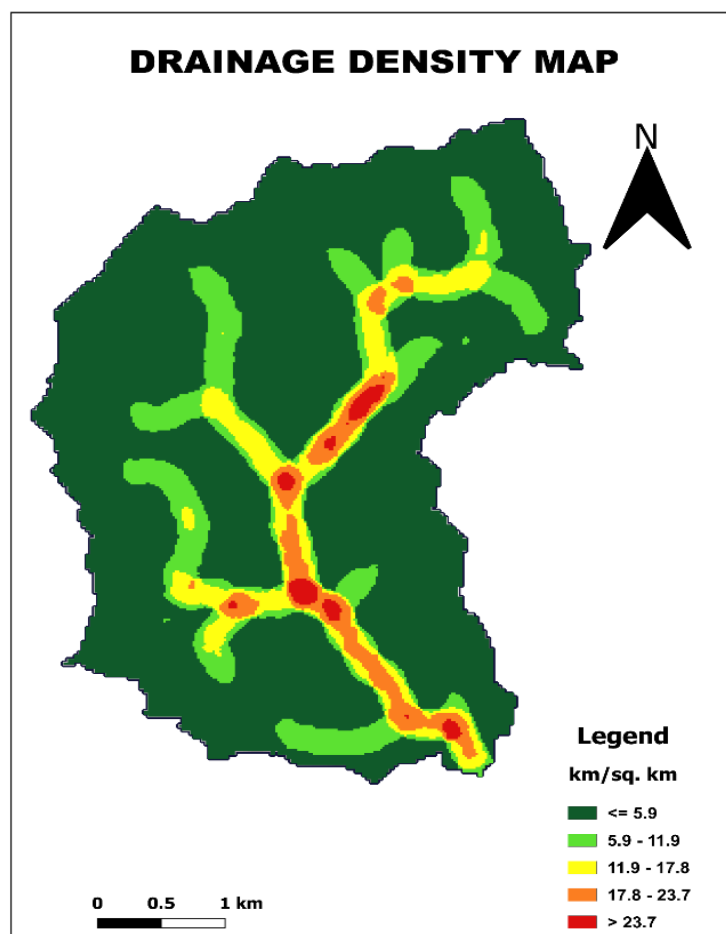 DRAINAGE DENSITY MAP
N
Legend
km/sq. km
<= 5.9
5.9 - 11.9
11.9 - 17.8
17.8 - 23.7
> 23.7
0 0.5 1 km